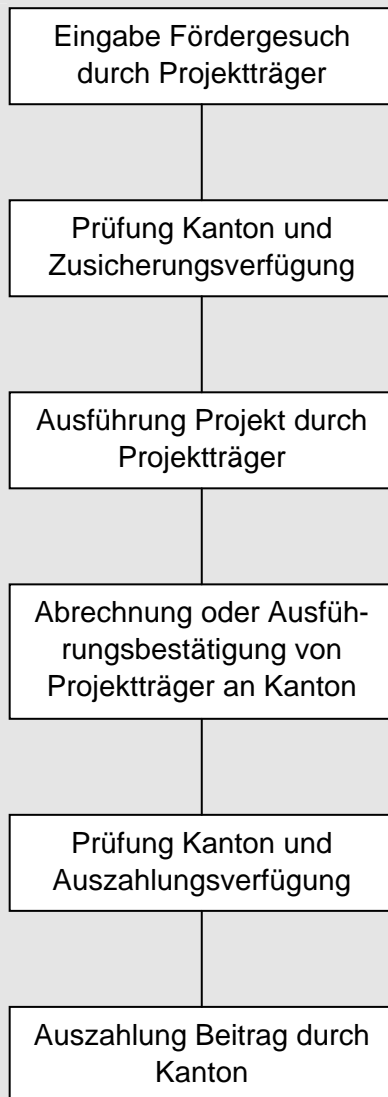 Eingabe Fördergesuch
durch Projektträger
Prüfung Kanton und
Zusicherungsverfügung
Ausführung Projekt durch
Projektträger
Abrechnung oder Ausfüh-
rungsbestätigung von
Projektträger an Kanton
Prüfung Kanton und
Auszahlungsverfügung
Auszahlung Beitrag durch
Kanton